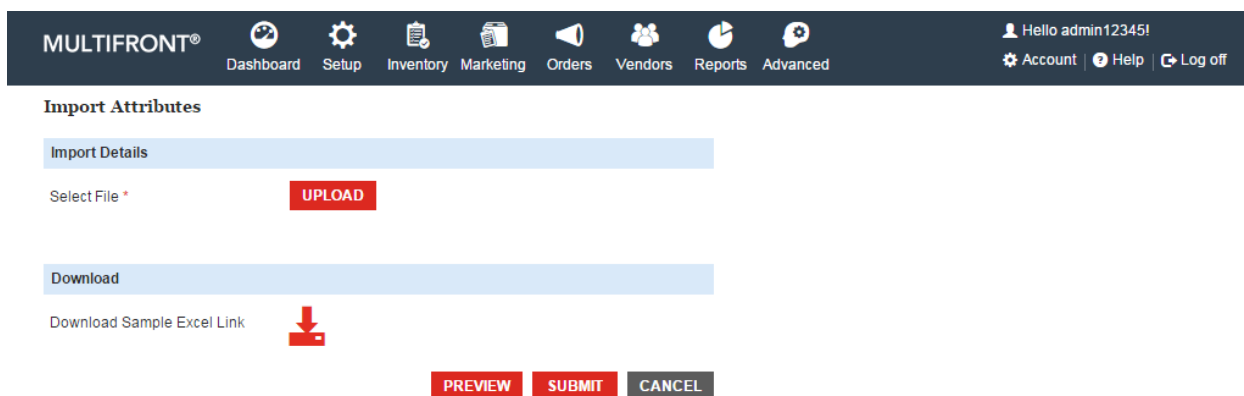 MULTIFRONT®
Dashboard Setup Inventory Marketing Orders Vendors Reports Advanced
Hello admin12345!
Account | Help | Log off
Import Attributes
Import Details
Select File * UPLOAD
Download
Download Sample Excel Link
PREVIEW SUBMIT CANCEL